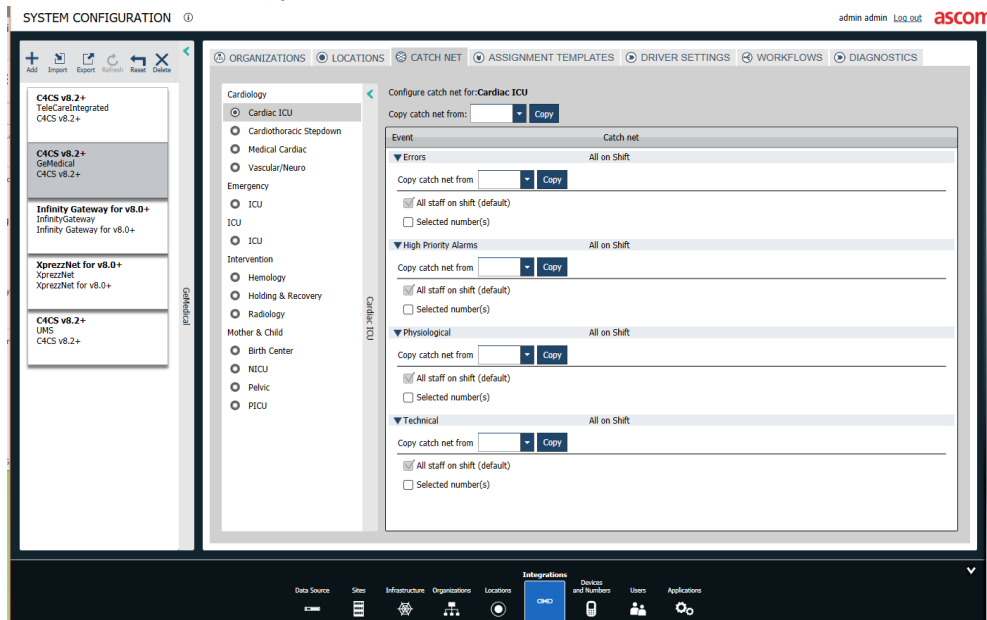 SYSTEM CONFIGURATION
admin admin Log out
ascom
Add Import Export Refresh Reset Delete
C4CS v8.2+
TeleCareIntegrated
C4CS v8.2+
C4CS v8.2+
GeMedical
C4CS v8.2+
Infinity Gateway for v8.0+
InfinityGateway
Infinity Gateway for v8.0+
XprezzNet for v8.0+
XprezzNet
XprezzNet for v8.0+
C4CS v8.2+
UMS
C4CS v8.2+
GeMedical
ORGANIZATIONS LOCATIONS CATCH NET ASSIGNMENT TEMPLATES DRIVER SETTINGS WORKFLOWS DIAGNOSTICS
Cardiology
Cardiac ICU
Cardiothoracic Stepdown
Medical Cardiac
Vascular/Neuro
Emergency
ICU
ICU
ICU
Intervention
Hemology
Holding & Recovery
Radiology
Mother & Child
Birth Center
NICU
Pelvic
PICU
Cardiac ICU
Configure catch net for:Cardiac ICU
Copy catch net from: Copy
Event Catch net
Errors All on Shift
Copy catch net from Copy
All staff on shift (default)
Selected number(s)
High Priority Alarms All on Shift
Copy catch net from Copy
All staff on shift (default)
Selected number(s)
Physiological All on Shift
Copy catch net from Copy
All staff on shift (default)
Selected number(s)
Technical All on Shift
Copy catch net from Copy
All staff on shift (default)
Selected number(s)
Integrations
Data Source Sites Infrastructure Organizations Locations Devices and Numbers Users Applications